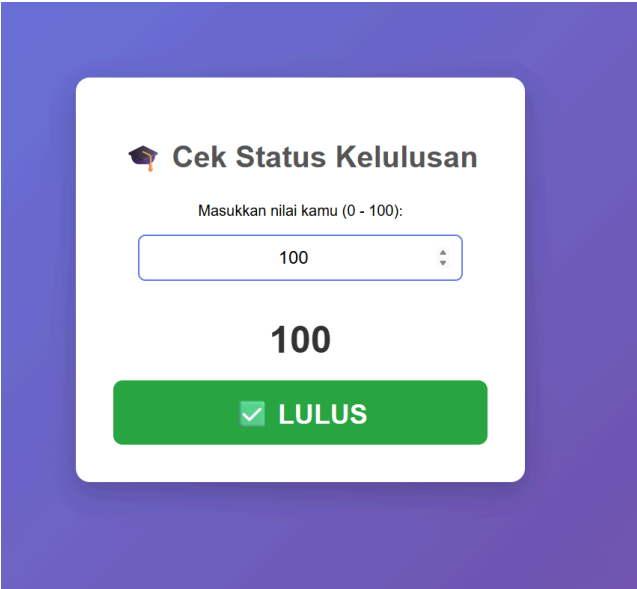 🎓 Cek Status Kelulusan
Masukkan nilai kamu (0 - 100):
100
100
✅ LULUS